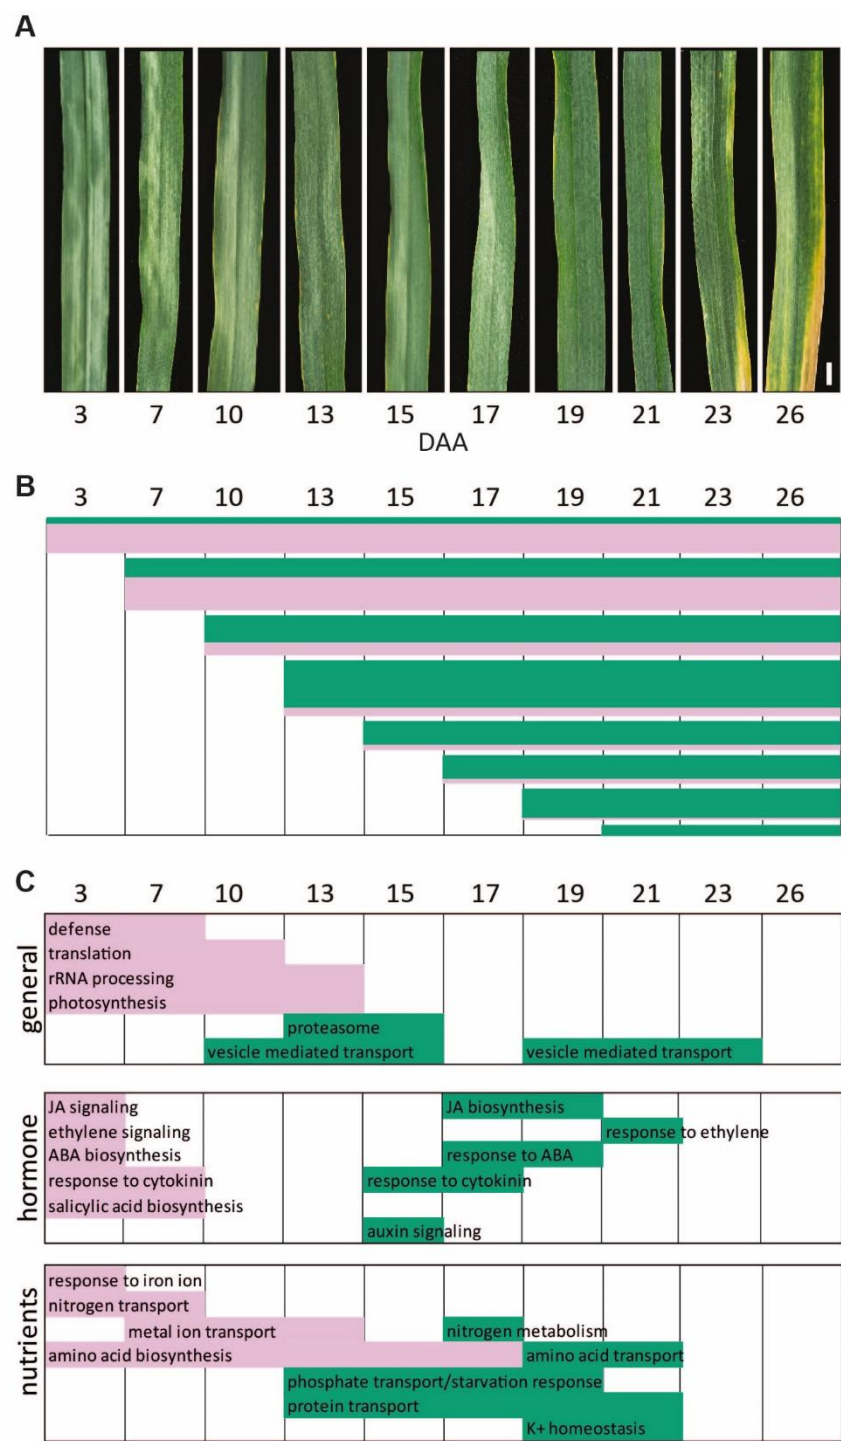 A
3 7 10 13 15 17 19 21 23 26
DAA
B
3 7 10 13 15 17 19 21 23 26
C
3 7 10 13 15 17 19 21 23 26
general
defense
translation
rRNA processing
photosynthesis
proteasome
vesicle mediated transport vesicle mediated transport
hormone
JA signaling JA biosynthesis
ethylene signaling response to ethylene
ABA biosynthesis response to ABA
response to cytokinin response to cytokinin
salicylic acid biosynthesis
auxin signaling
nutrients
response to iron ion
nitrogen transport
metal ion transport nitrogen metabolism
amino acid biosynthesis amino acid transport
phosphate transport/starvation response
protein transport
K+ homeostasis